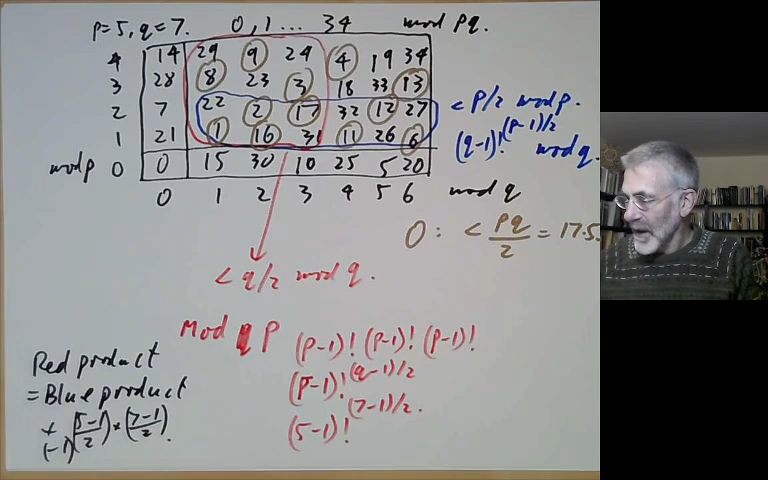 p=5, q=7. 0, 1 ... 34 mod pq.
4 14 29 9 24 4 19 34
3 28 8 23 3 18 33 13
2 7 22 2 17 32 12 27 < p/2 mod p.
1 21 1 16 31 11 26 6 (q-1)!^(p-1)/2 mod q.
mod p 0 0 15 30 10 25 5 20
0 1 2 3 4 5 6 mod q
O: < pq/2 = 17.5
< q/2 mod q.
Mod p (p-1)! (p-1)! (p-1)!
(p-1)!^(q-1)/2
(5-1)!^(7-1)/2.
Red product
= Blue product
× (-1)^(5-1/2)×(7-1/2).